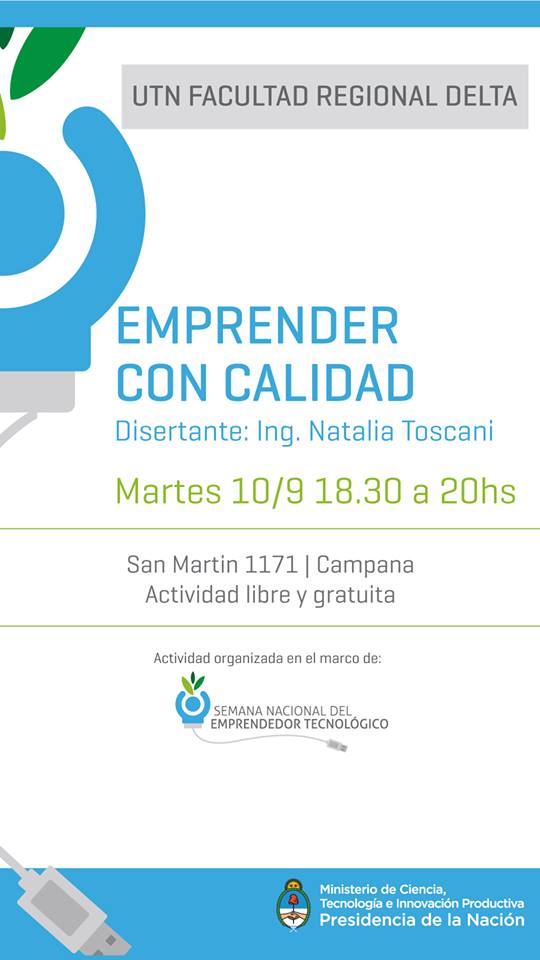 UTN FACULTAD REGIONAL DELTA
EMPRENDER
CON CALIDAD
Disertante: Ing. Natalia Toscani
Martes 10/9 18.30 a 20hs
San Martin 1171 | Campana
Actividad libre y gratuita
Actividad organizada en el marco de:
SEMANA NACIONAL DEL
EMPRENDEDOR TECNOLÓGICO
Ministerio de Ciencia,
Tecnología e Innovación Productiva
Presidencia de la Nación